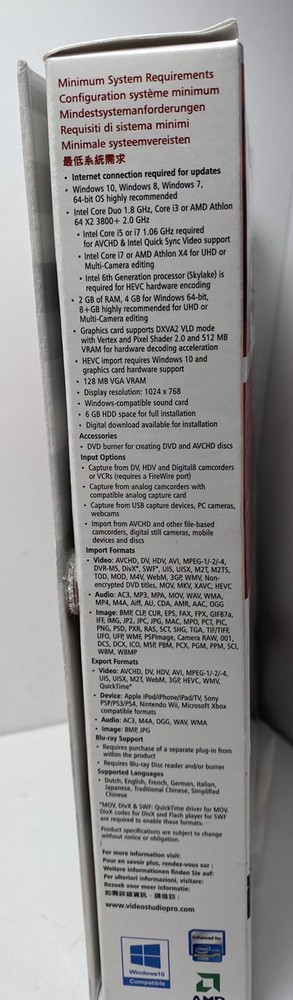 Minimum System Requirements
Configuration système minimum
Mindestsystemanforderungen
Requisiti di sistema minimi
Minimale systeemvereisten
最低系統需求
• Internet connection required for updates
• Windows 10, Windows 8, Windows 7,
64-bit OS highly recommended
• Intel Core Duo 1.8 GHz, Core i3 or AMD Athlon
64 X2 3800+ 2.0 GHz
• Intel Core i5 or i7 1.06 GHz required
for AVCHD & Intel Quick Sync Video support
• Intel Core i7 or AMD Athlon X4 for UHD or
Multi-Camera editing
• Intel 6th Generation processor (Skylake) is
required for HEVC hardware encoding
• 2 GB of RAM, 4 GB for Windows 64-bit,
8+GB highly recommended for UHD or
Multi-Camera editing
• Graphics card supports DXVA2 VLD mode
with Vertex and Pixel Shader 2.0 and 512 MB
VRAM for hardware decoding acceleration
• HEVC import requires Windows 10 and
graphics card hardware support
• 128 MB VGA VRAM
• Display resolution: 1024 x 768
• Windows-compatible sound card
• 6 GB HDD space for full installation
• Digital download available for installation
Accessories
• DVD burner for creating DVD and AVCHD discs
Input Options
• Capture from DV, HDV and Digital8 camcorders
or VCRs (requires a FireWire port)
• Capture from analog camcorders with
compatible analog capture card
• Capture from USB capture devices, PC cameras,
webcams
• Import from AVCHD and other file-based
camcorders, digital still cameras, mobile
devices and discs
Import Formats
• Video: AVCHD, DV, HDV, AVI, MPEG-1/-2/-4,
DVR-MS, DivX*, SWF*, UIS, UISX, M2T, M2TS,
TOD, MOD, M4V, WebM, 3GP, WMV, Non-
encrypted DVD titles, MOV, MKV, XAVC, HEVC
• Audio: AC3, MP3, MPA, MOV, WAV, WMA,
MP4, M4A, Aiff, AU, CDA, AMR, AAC, OGG
• Image: BMP, CLP, CUR, EPS, FAX, FPX, GIF87a,
IFF, IMG, JP2, JPC, JPG, MAC, MPO, PCT, PIC,
PNG, PSD, PXR, RAS, SCT, SHG, TGA, TIF/TIFF,
UFO, UFP, WMF, PSPImage, Camera RAW, 001,
DCS, DCX, ICO, MSP, PBM, PCX, PGM, PPM, SCI,
WBM, WBMP
Export Formats
• Video: AVCHD, DV, HDV, AVI, MPEG-1/-2/-4,
UIS, UISX, M2T, WebM, 3GP, HEVC, WMV,
QuickTime*
• Device: Apple iPod/iPhone/iPad/TV, Sony
PSP/PS3/PS4, Nintendo Wii, Microsoft Xbox
compatible formats
• Audio: AC3, M4A, OGG, WAV, WMA
• Image: BMP, JPG
Blu-ray Support
• Requires purchase of a separate plug-in from
within the product
• Requires Blu-ray Disc reader and/or burner
Supported Languages
• Dutch, English, French, German, Italian,
Japanese, Traditional Chinese, Simplified
Chinese
*MOV, DivX & SWF: QuickTime driver for MOV,
DivX codec for DivX and Flash player for SWF
are required to enable these formats.
Product specifications are subject to change
without notice or obligation.
For more information visit:
Pour en savoir plus, rendez-vous sur :
Weitere Informationen finden Sie auf:
Per ulteriori informazioni, visitare:
Bezoek voor meer informatie:
如需詳細資訊，請造訪：
www.videostudiopro.com
Enhanced for
Windows10
Compatible
AMD